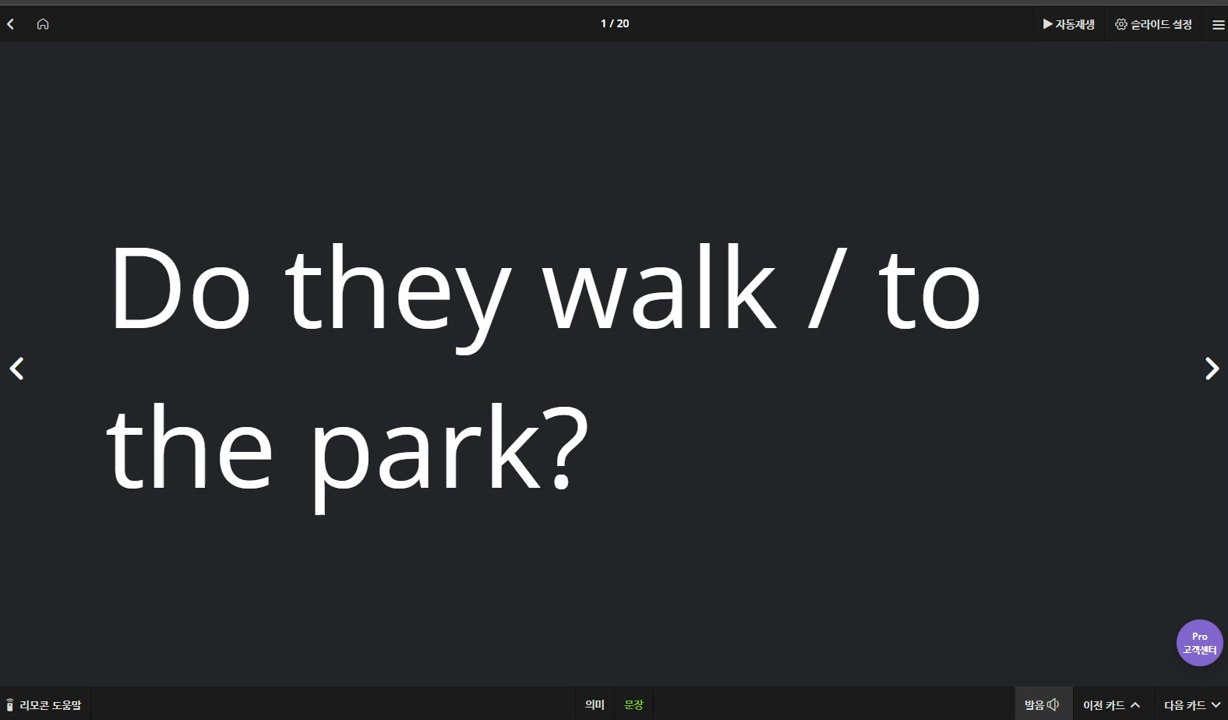 1 / 20
자동재생
슬라이드 설정
Do they walk / to
the park?
Pro
고객센터
리모콘 도움말
의미
문장
발음
이전 카드
다음 카드